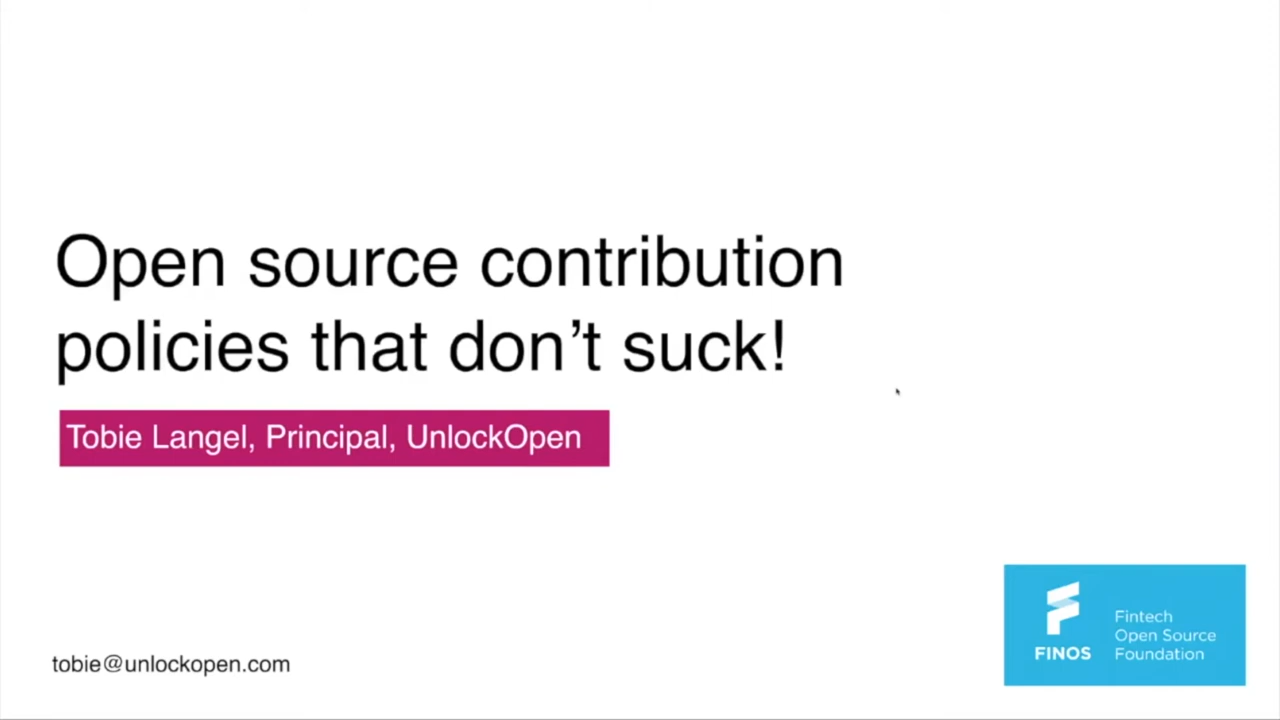 Open source contribution
policies that don’t suck!
Tobie Langel, Principal, UnlockOpen
tobie@unlockopen.com
FINOS
Fintech
Open Source
Foundation